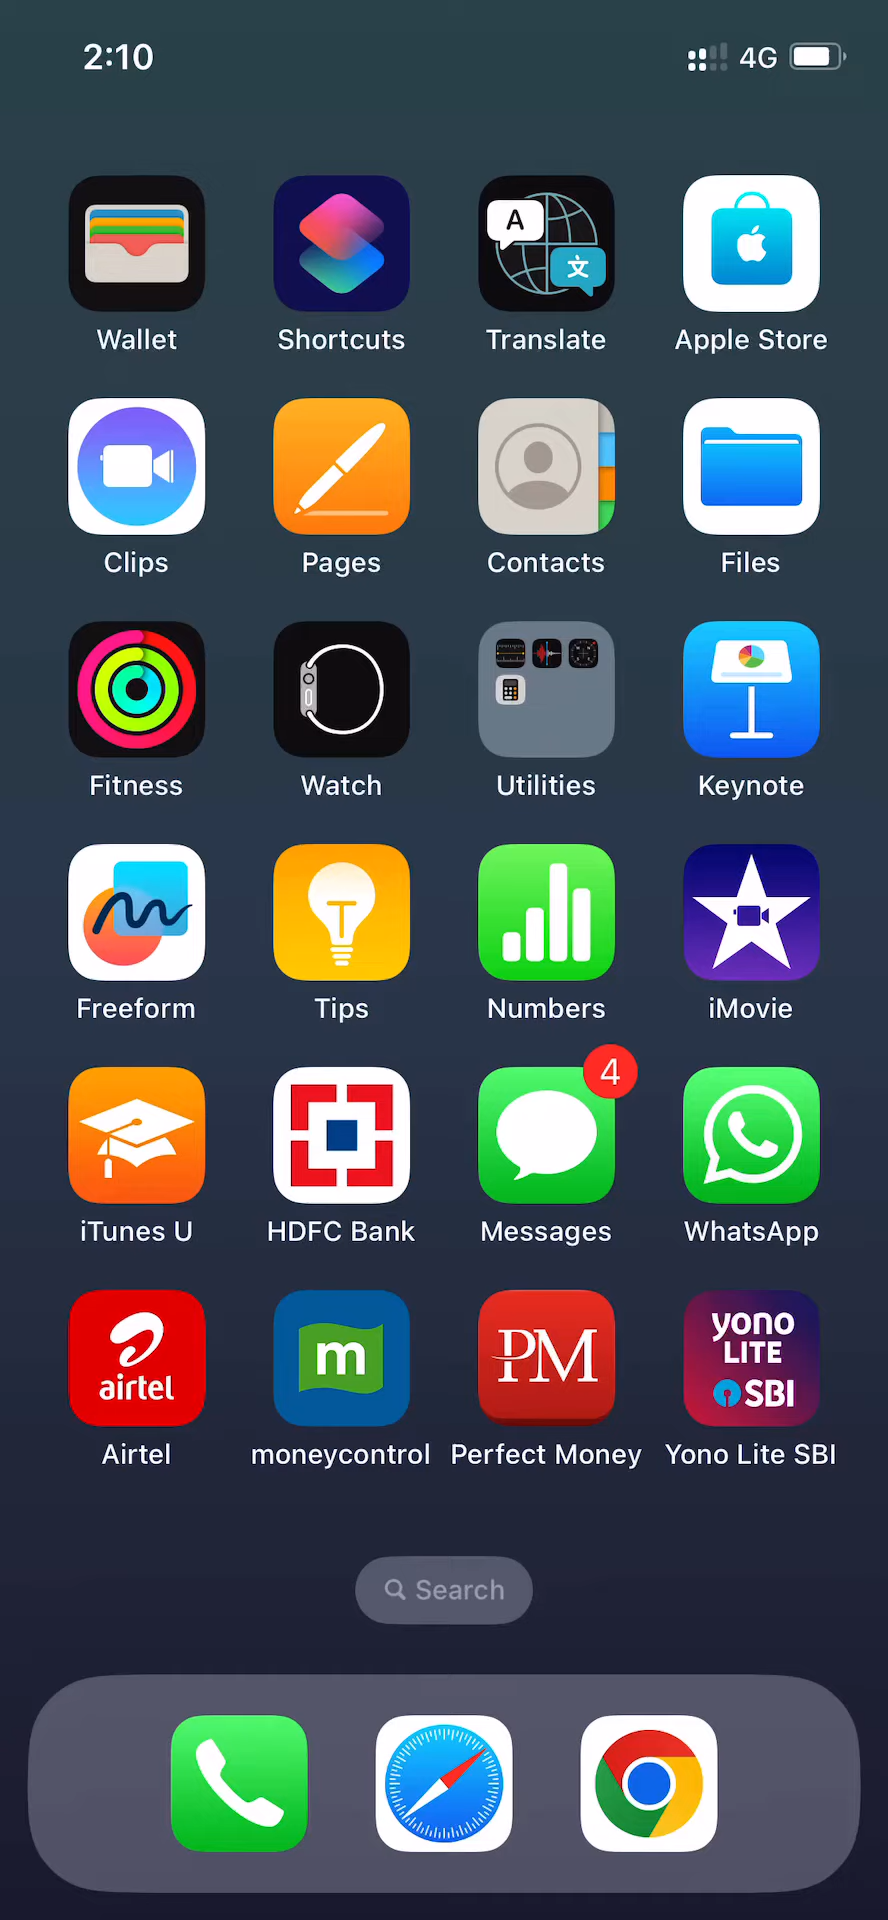 2:10
4G
A
文
Wallet
Shortcuts
Translate
Apple Store
Clips
Pages
Contacts
Files
Fitness
Watch
Utilities
Keynote
Freeform
Tips
Numbers
iMovie
4
iTunes U
HDFC Bank
Messages
WhatsApp
airtel
m
PM
yono
LITE
SBI
Airtel
moneycontrol
Perfect Money
Yono Lite SBI
Search